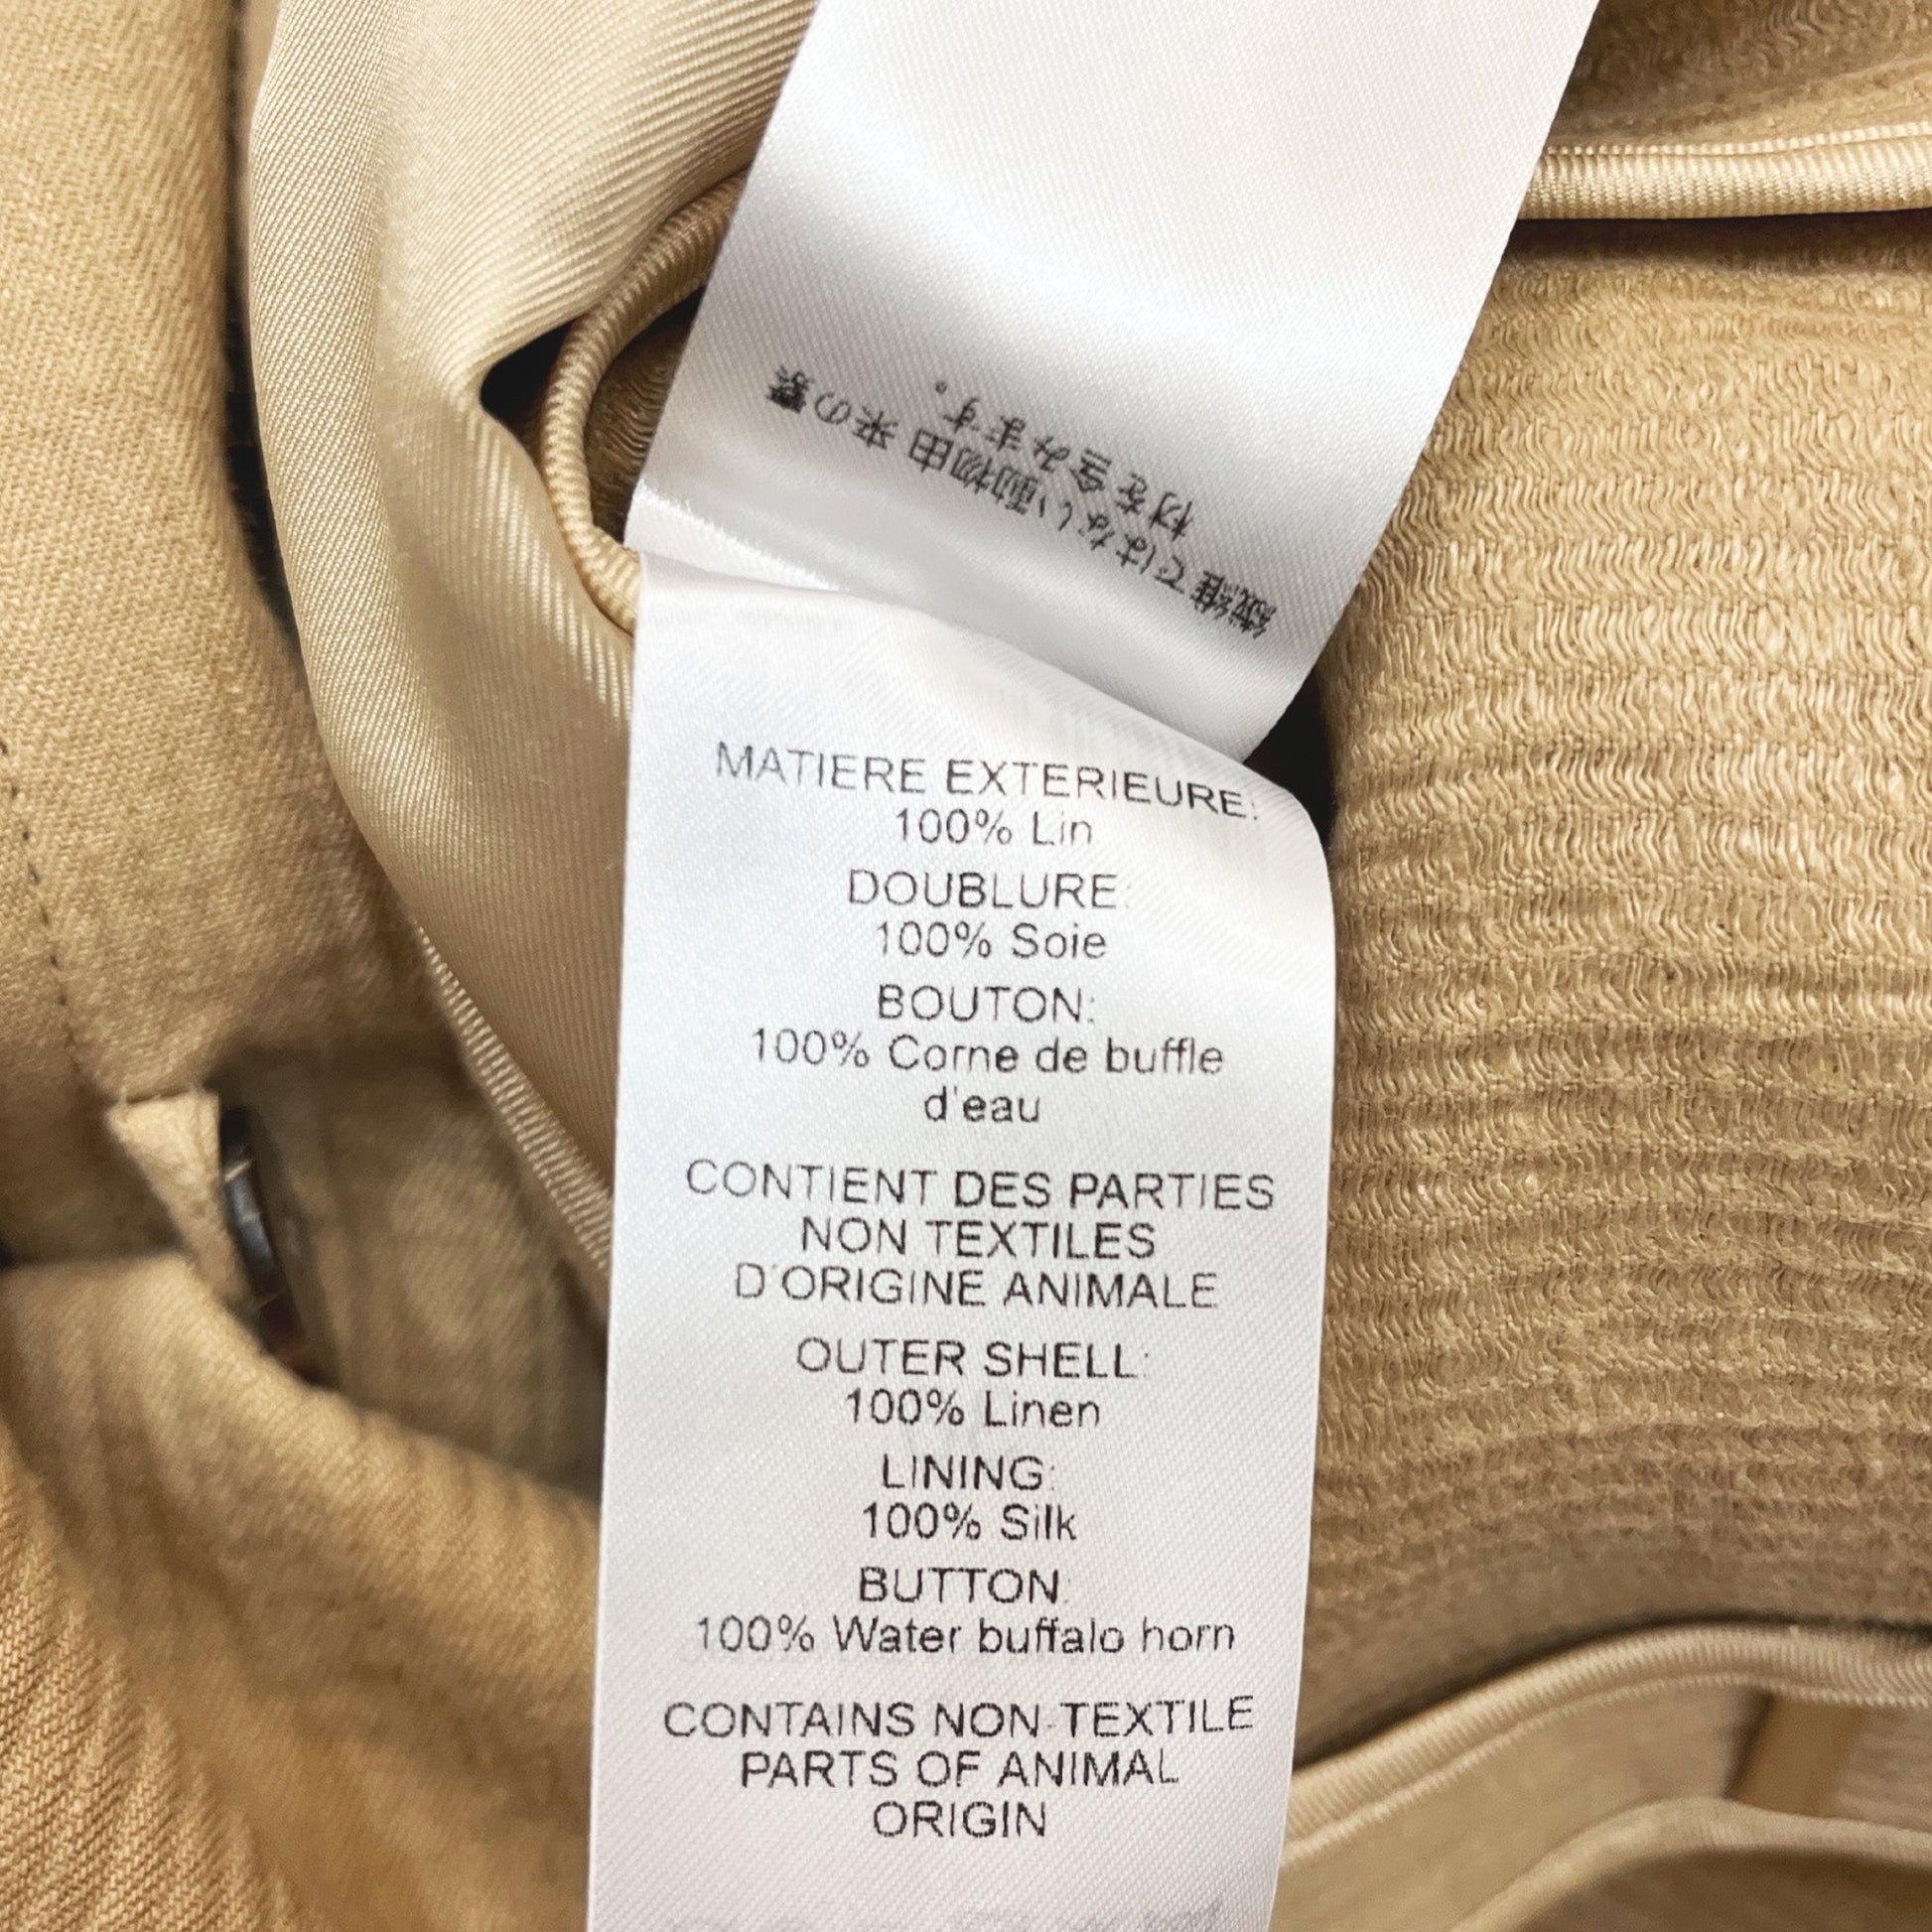 繊維ではない動物由来の素
材を含みます。
MATIERE EXTERIEURE:
100% Lin
DOUBLURE:
100% Soie
BOUTON:
100% Corne de buffle
d'eau
CONTIENT DES PARTIES
NON TEXTILES
D'ORIGINE ANIMALE
OUTER SHELL:
100% Linen
LINING:
100% Silk
BUTTON:
100% Water buffalo horn
CONTAINS NON-TEXTILE
PARTS OF ANIMAL
ORIGIN